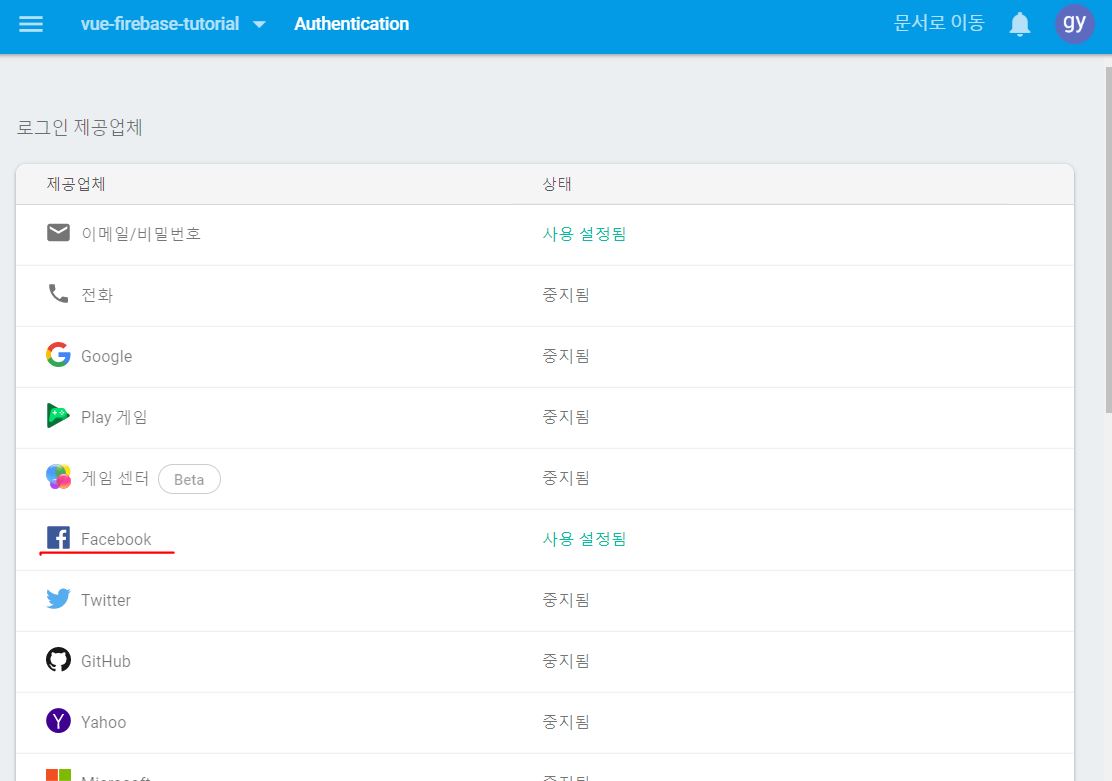 vue-firebase-tutorial Authentication 문서로 이동 gy
로그인 제공업체
제공업체 상태
이메일/비밀번호 사용 설정됨
전화 중지됨
Google 중지됨
Play 게임 중지됨
게임 센터 Beta 중지됨
Facebook 사용 설정됨
Twitter 중지됨
GitHub 중지됨
Yahoo 중지됨
Microsoft 중지됨